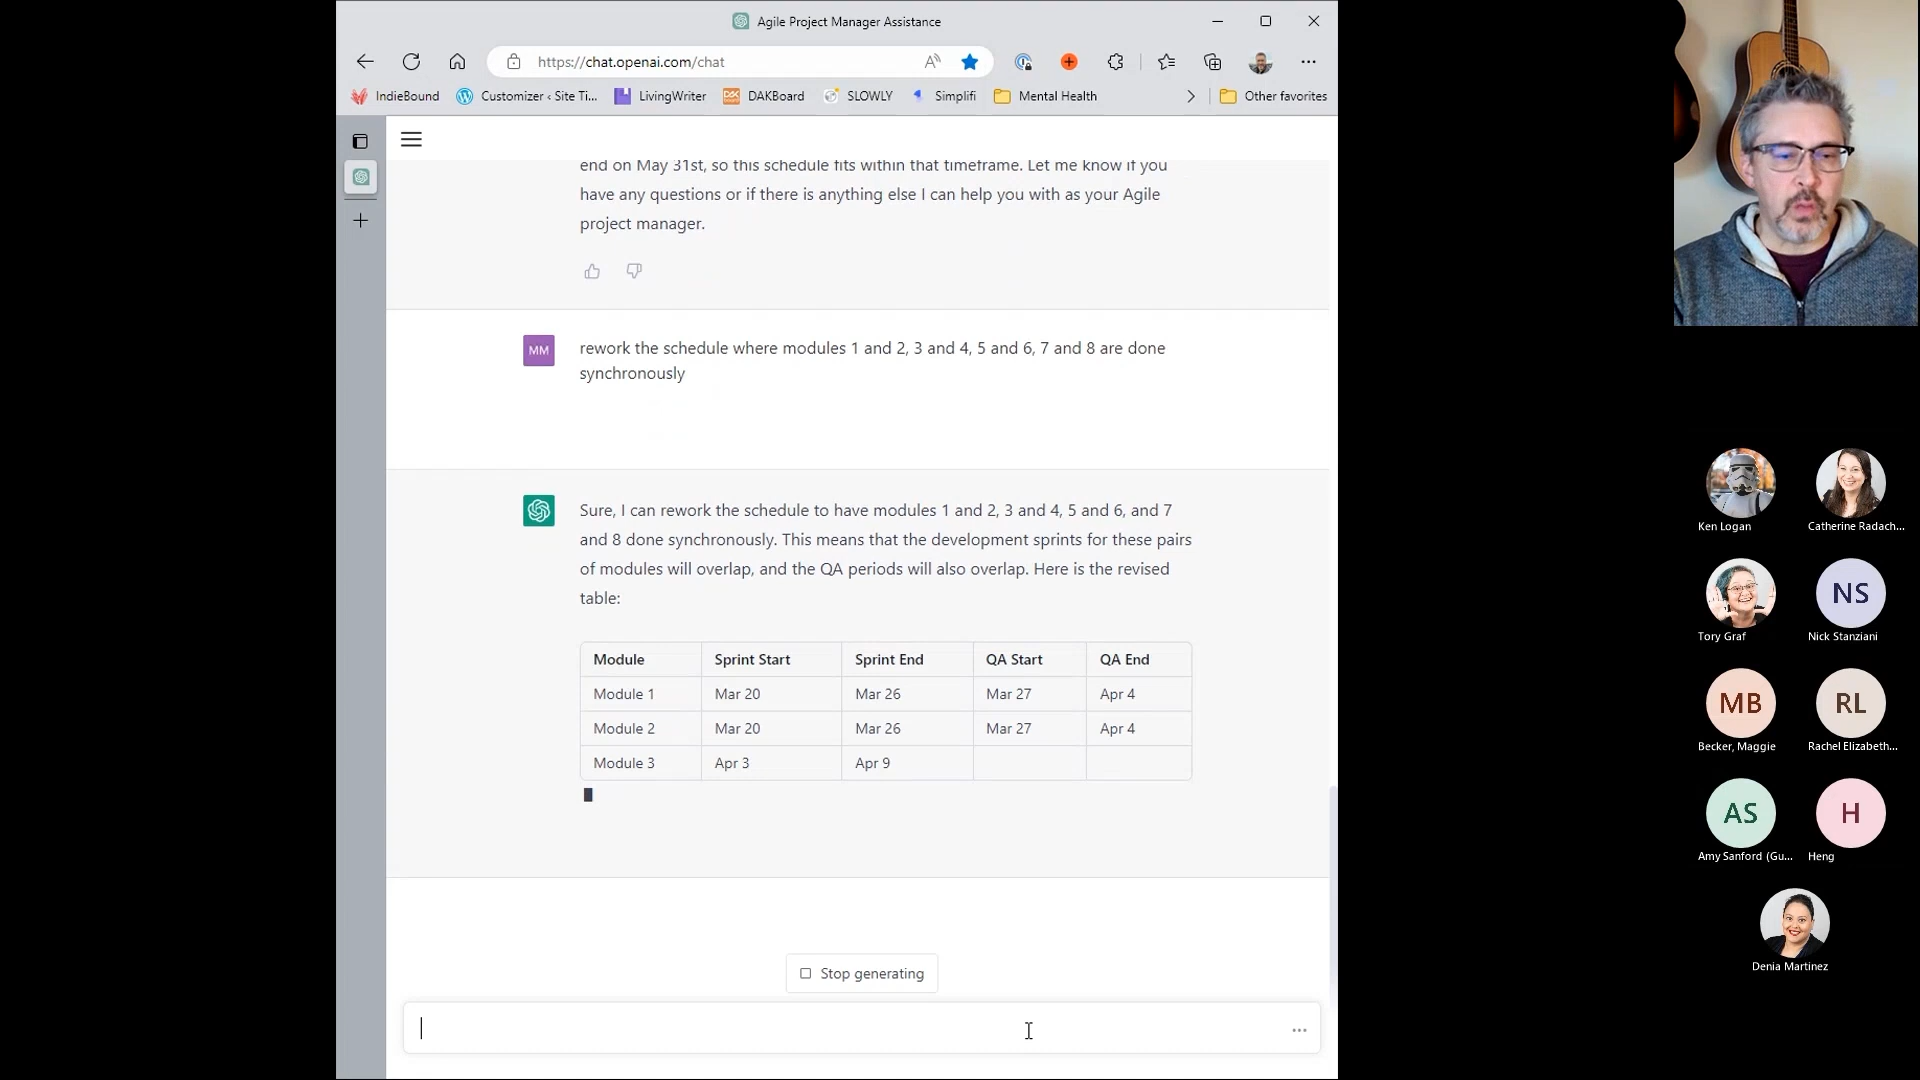 Agile Project Manager Assistance
https://chat.openai.com/chat
IndieBound
Customizer ‹ Site Ti...
LivingWriter
DAKBoard
SLOWLY
Simplifi
Mental Health
Other favorites
end on May 31st, so this schedule fits within that timeframe. Let me know if you
have any questions or if there is anything else I can help you with as your Agile
project manager.
MM
rework the schedule where modules 1 and 2, 3 and 4, 5 and 6, 7 and 8 are done
synchronously
Sure, I can rework the schedule to have modules 1 and 2, 3 and 4, 5 and 6, and 7
and 8 done synchronously. This means that the development sprints for these pairs
of modules will overlap, and the QA periods will also overlap. Here is the revised
table:
Module Sprint Start Sprint End QA Start QA End
Module 1 Mar 20 Mar 26 Mar 27 Apr 4
Module 2 Mar 20 Mar 26 Mar 27 Apr 4
Module 3 Apr 3 Apr 9
Stop generating
Ken Logan
Catherine Radach...
Tory Graf
NS
Nick Stanziani
MB
Becker, Maggie
RL
Rachel Elizabeth...
AS
Amy Sanford (Gu...
H
Heng
Denia Martinez